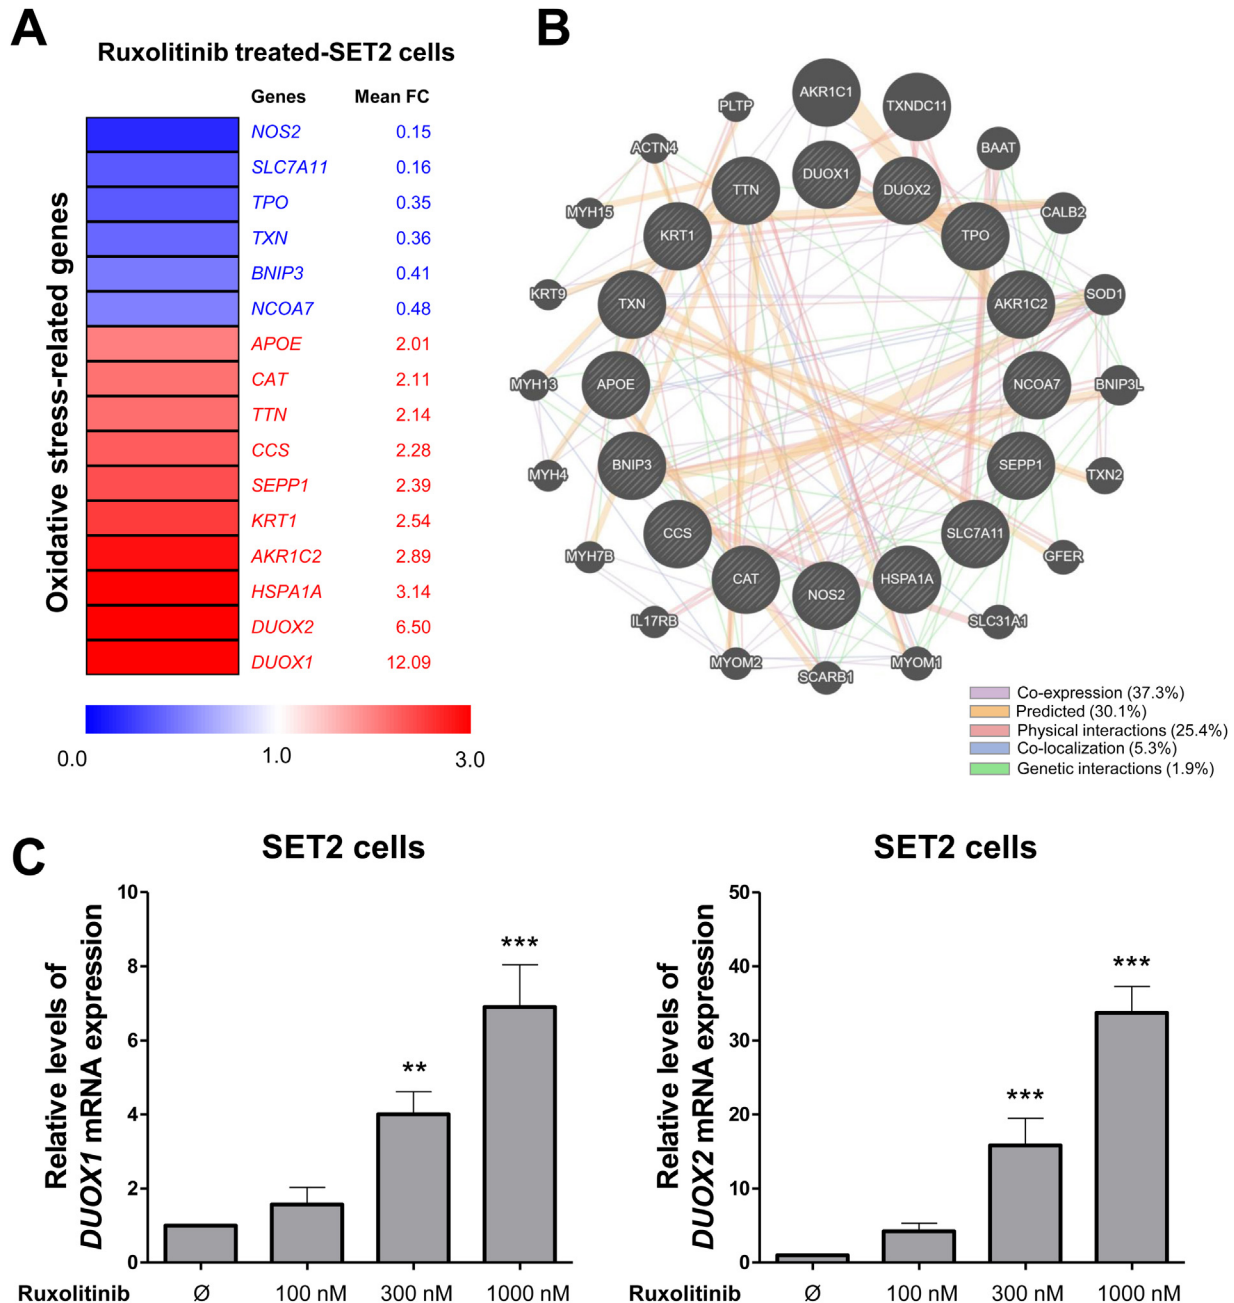 A
Ruxolitinib treated-SET2 cells
Genes Mean FC
Oxidative stress-related genes
NOS2 0.15
SLC7A11 0.16
TPO 0.35
TXN 0.36
BNIP3 0.41
NCOA7 0.48
APOE 2.01
CAT 2.11
TTN 2.14
CCS 2.28
SEPP1 2.39
KRT1 2.54
AKR1C2 2.89
HSPA1A 3.14
DUOX2 6.50
DUOX1 12.09
0.0 1.0 3.0
B
AKR1C1
TXNDC11
PLTP
ACTN4
BAAT
DUOX1
TTN
DUOX2
MYH15
CALB2
KRT1
TPO
KRT9
TXN
AKR1C2
SOD1
MYH13
APOE
NCOA7
BNIP3L
MYH4
BNIP3
SEPP1
TXN2
CCS
SLC7A11
MYH7B
GFER
CAT
NOS2
HSPA1A
IL17RB
SLC31A1
MYOM2
SCARB1
MYOM1
Co-expression (37.3%)
Predicted (30.1%)
Physical interactions (25.4%)
Co-localization (5.3%)
Genetic interactions (1.9%)
C
SET2 cells
Relative levels of
DUOX1 mRNA expression
10
8
6
4
2
0
**
***
Ruxolitinib Ø 100 nM 300 nM 1000 nM
SET2 cells
Relative levels of
DUOX2 mRNA expression
50
40
30
20
10
0
***
***
Ruxolitinib Ø 100 nM 300 nM 1000 nM